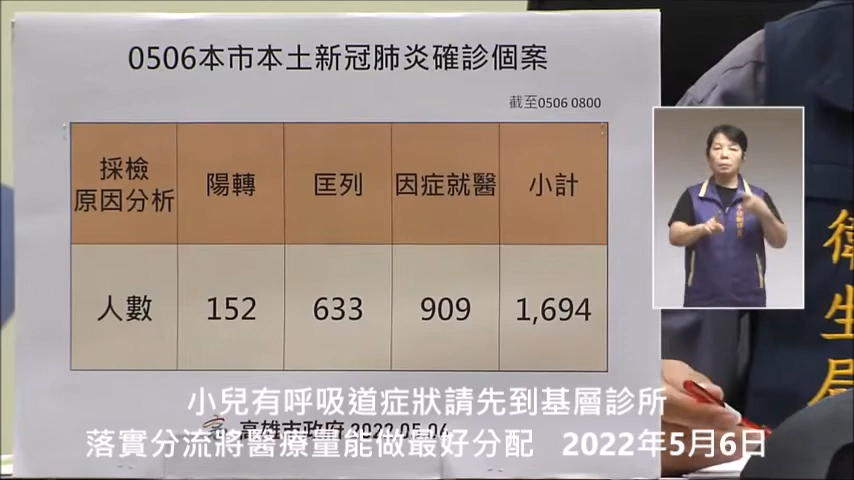 0506本市本土新冠肺炎確診個案
截至0506 0800
採檢
原因分析
陽轉
匡列
因症就醫
小計
人數
152
633
909
1,694
衛生局
高雄市政府 2022.05.06
小兒有呼吸道症狀請先到基層診所
落實分流將醫療量能做最好分配 2022年5月6日